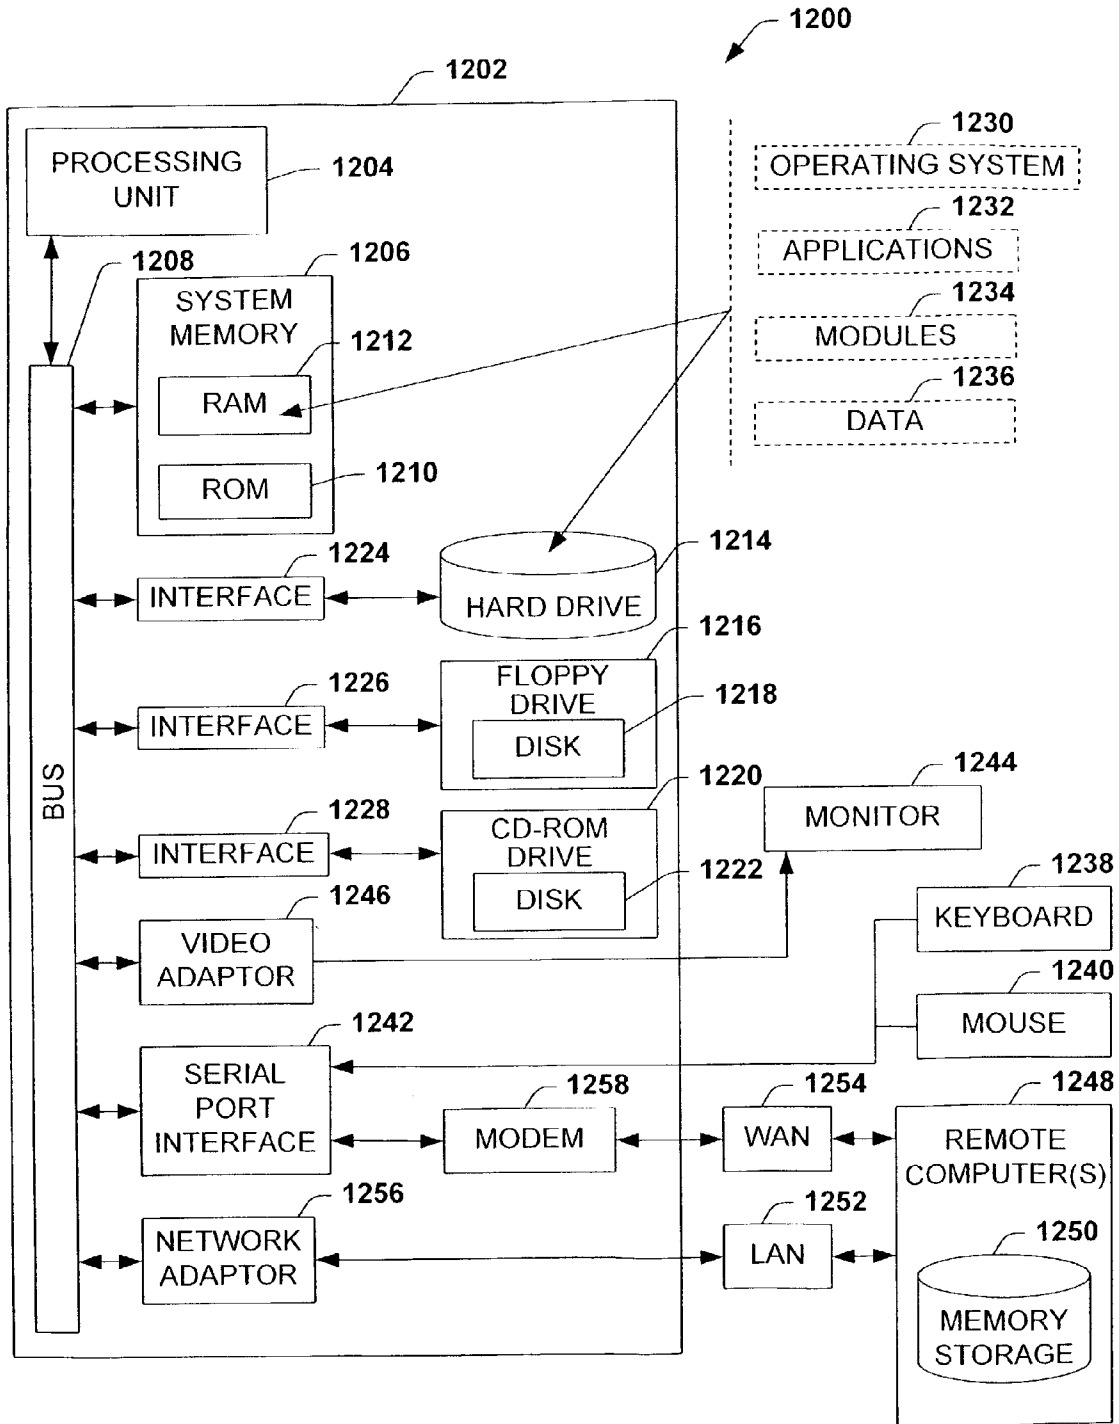 1200
1202
PROCESSING
UNIT
1204
1230
OPERATING SYSTEM
1232
APPLICATIONS
1234
MODULES
1236
DATA
1208
1206
SYSTEM
MEMORY
1212
RAM
1210
ROM
BUS
1224
INTERFACE
1214
HARD DRIVE
1226
INTERFACE
1216
FLOPPY
DRIVE
1218
DISK
1228
INTERFACE
1220
CD-ROM
DRIVE
1222
DISK
1244
MONITOR
1246
VIDEO
ADAPTOR
1238
KEYBOARD
1240
MOUSE
1242
SERIAL
PORT
INTERFACE
1258
MODEM
1254
WAN
1248
REMOTE
COMPUTER(S)
1256
NETWORK
ADAPTOR
1252
LAN
1250
MEMORY
STORAGE